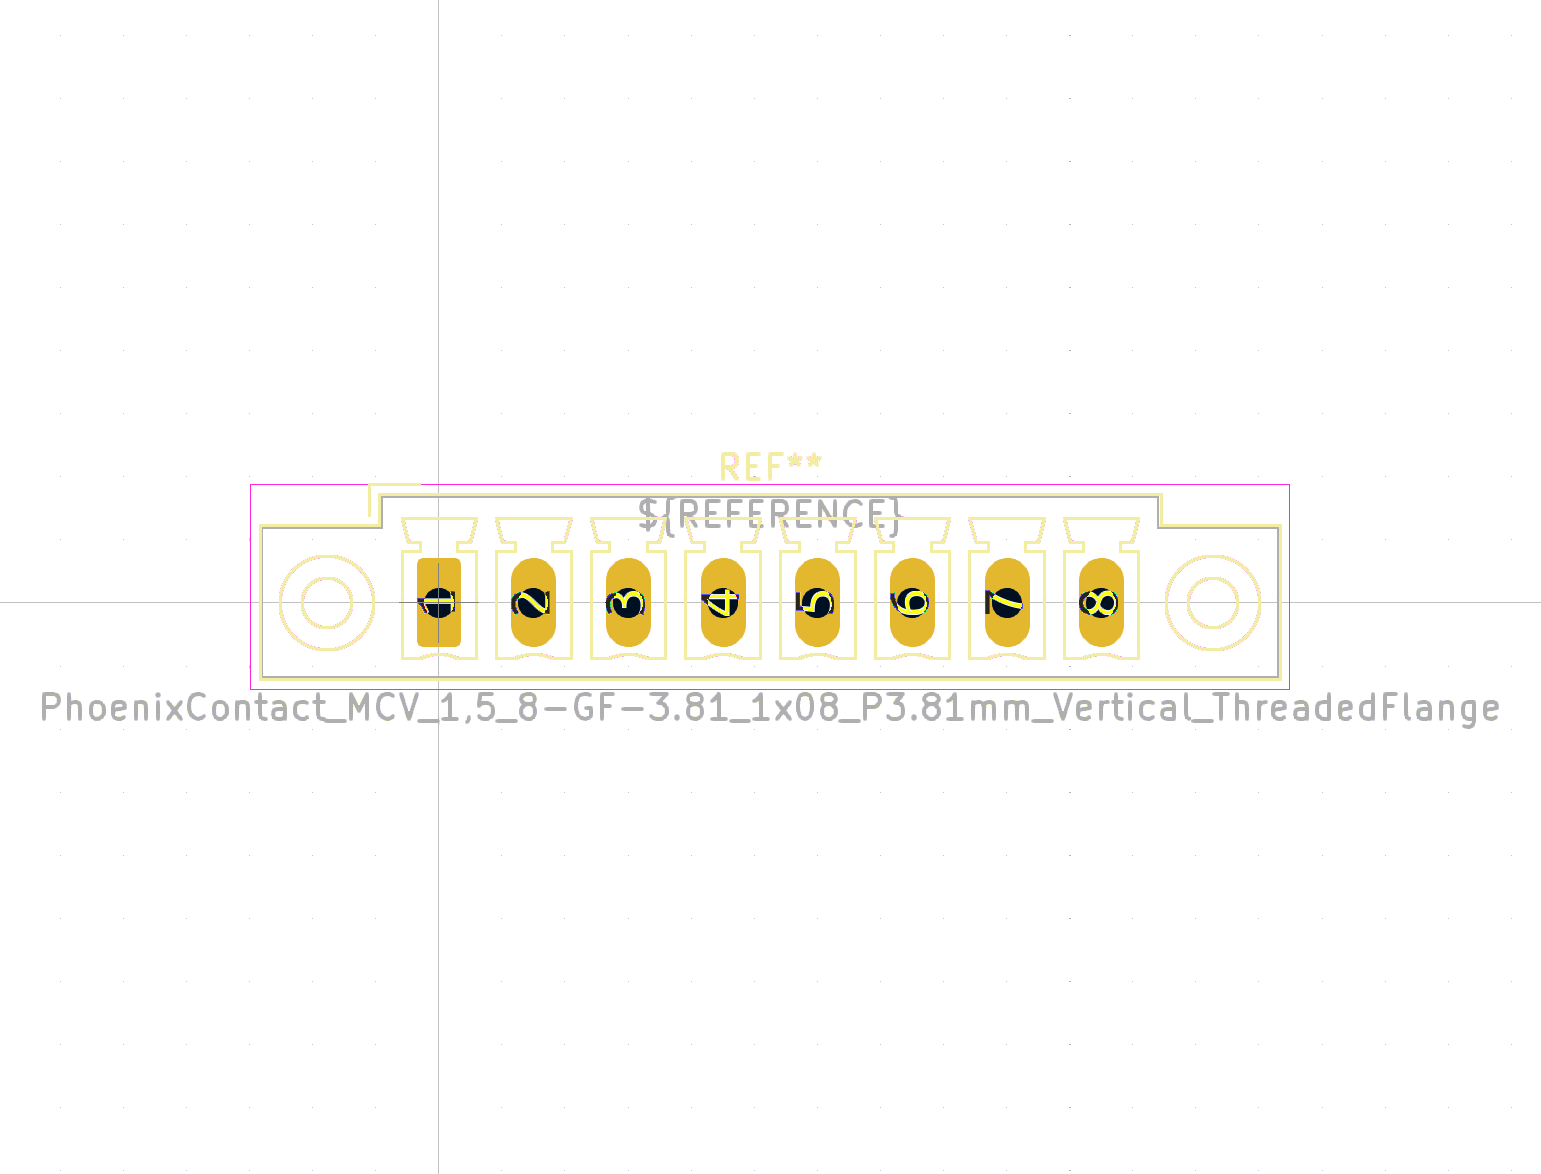 REF**
${REFERENCE}
1 2 3 4 5 6 7 8
PhoenixContact_MCV_1,5_8-GF-3.81_1x08_P3.81mm_Vertical_ThreadedFlange